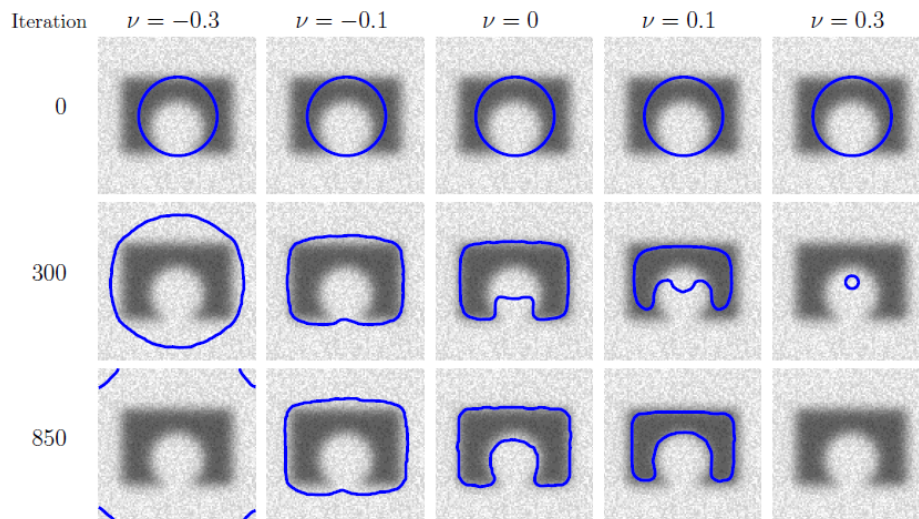 Iteration ν = −0.3 ν = −0.1 ν = 0 ν = 0.1 ν = 0.3
0
300
850